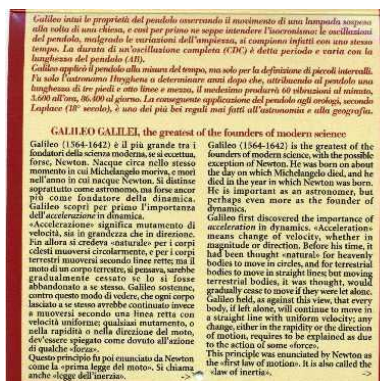 Galileo intuì le proprietà del pendolo osservando il movimento di una lampada sospesa
alla volta di una chiesa, e così per primo ne seppe intendere l'isocronismo: le oscillazioni
del pendolo, malgrado le variazioni dell'ampiezza, si compiono infatti con uno stesso
tempo. La durata di un'oscillazione completa (CDC) è detta periodo e varia con la
lunghezza del pendolo (AB).
Galileo applicò il pendolo alla misura del tempo, ma solo per la definizione di piccoli intervalli.
Fu solo l'astronomo Huyghens a determinare anni dopo che, attribuendo al pendolo una
lunghezza di tre piedi e otto linee e mezzo, il medesimo produrrà 60 vibrazioni al minuto,
3.600 all'ora, 86.400 al giorno. La conseguente applicazione del pendolo agli orologi, secondo
Laplace (18° secolo), è uno dei più bei regali mai fatti all'astronomia e alla geografia.
GALILEO GALILEI, the greatest of the founders of modern science
Galileo (1564-1642) è il più grande tra i
fondatori della scienza moderna, se si eccettua,
forse, Newton. Nacque circa nello stesso
momento in cui Michelangelo moriva, e morì
nell'anno in cui nacque Newton. Si distinse
soprattutto come astronomo, ma forse ancor
più come fondatore della dinamica.
Galileo scoprì per primo l'importanza
dell'accelerazione in dinamica.
«Accelerazione» significa mutamento di
velocità, sia in grandezza che in direzione.
Fin allora si credeva «naturale» per i corpi
celesti muoversi circolarmente, e per i corpi
terrestri muoversi secondo linee rette; ma il
moto di un corpo terrestre, si pensava, sarebbe
gradualmente cessato se lo si fosse
abbandonato a se stesso. Galileo sostenne,
contro questo modo di vedere, che ogni corpo
lasciato a se stesso avrebbe continuato invece
a muoversi secondo una linea retta con
velocità uniforme; qualsiasi mutamento, o
nella rapidità o nella direzione del moto,
dev'essere spiegato come dovuto all'azione
di qualche «forza».
Questo principio fu poi enunciato da Newton
come la «prima legge del moto». Si chiama
anche «legge dell'inerzia». ->
Galileo (1564-1642) is the greatest of the
founders of modern science, with the possible
exception of Newton. He was born on about
the day on which Michelangelo died, and he
died in the year in which Newton was born.
He is important as an astronomer, but
perhaps even more as the founder of
dynamics.
Galileo first discovered the importance of
acceleration in dynamics. «Acceleration»
means change of velocity, whether in
magnitude or direction. Before his time, it
had been thought «natural» for heavenly
bodies to move in circles, and for terrestrial
bodies to move in straight lines; but moving
terrestrial bodies, it was thought, would
gradually cease to move if they were let alone.
Galileo held, as against this view, that every
body, if left alone, will continue to move in
a straight line with uniform velocity; any
change, either in the rapidity or the direction
of motion, requires to be explained as due
to the action of some «force».
This principle was enunciated by Newton as
the «first law of motion». It is also called the
«law of inertia». ->